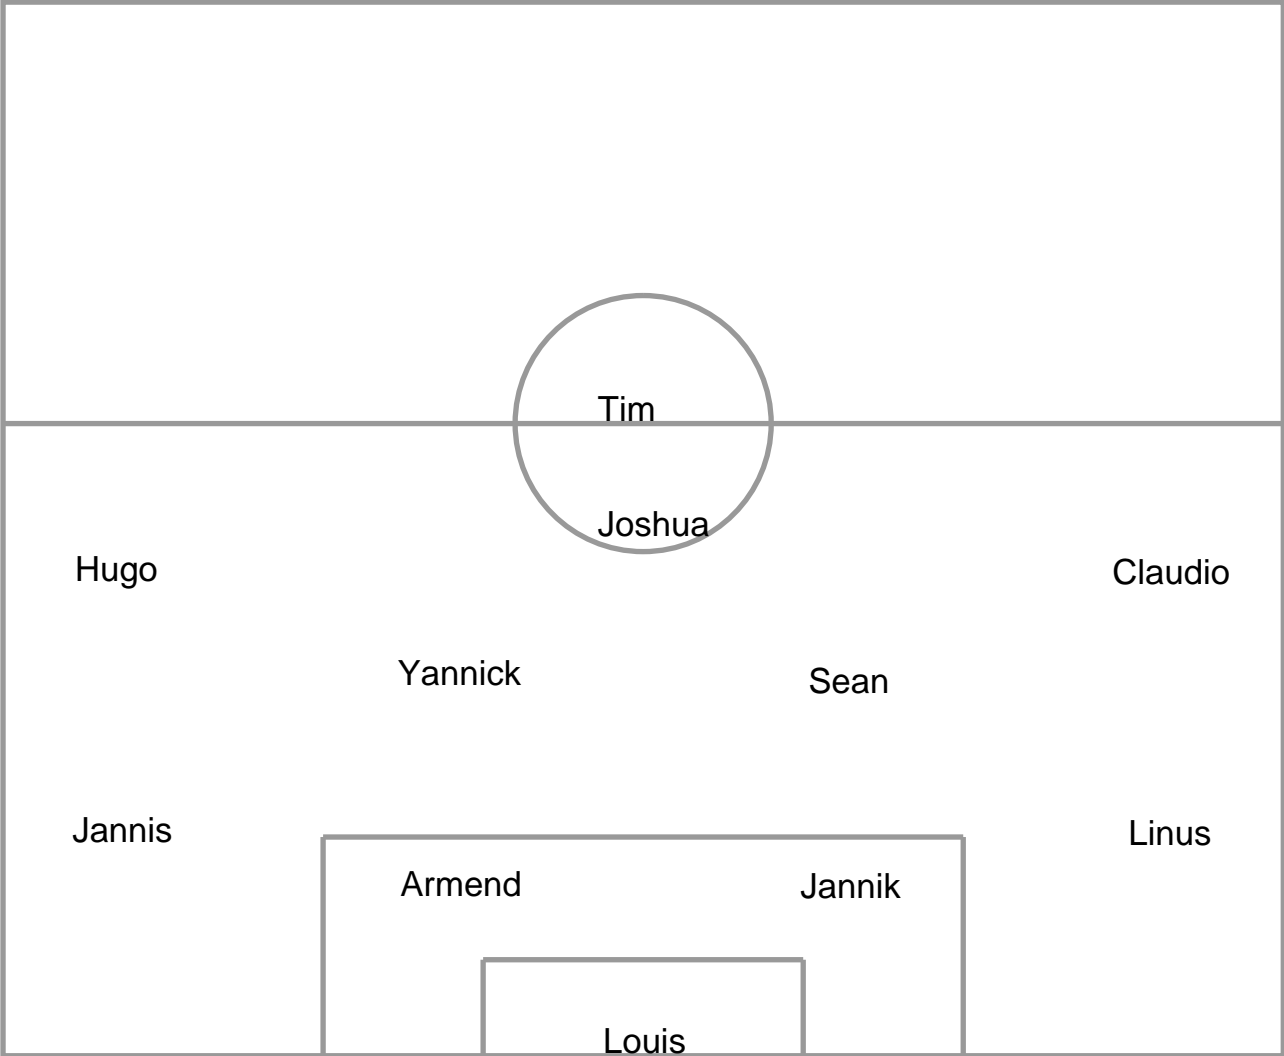 Tim
Joshua
Hugo
Claudio
Yannick
Sean
Jannis
Linus
Armend
Jannik
Louis